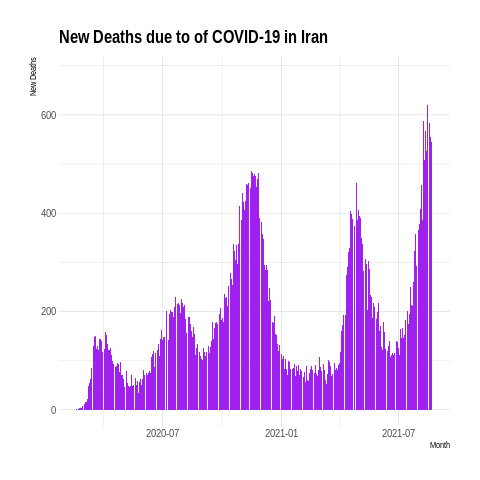 New Deaths due to of COVID-19 in Iran
New Deaths
600
400
200
0
2020-07
2021-01
2021-07
Month